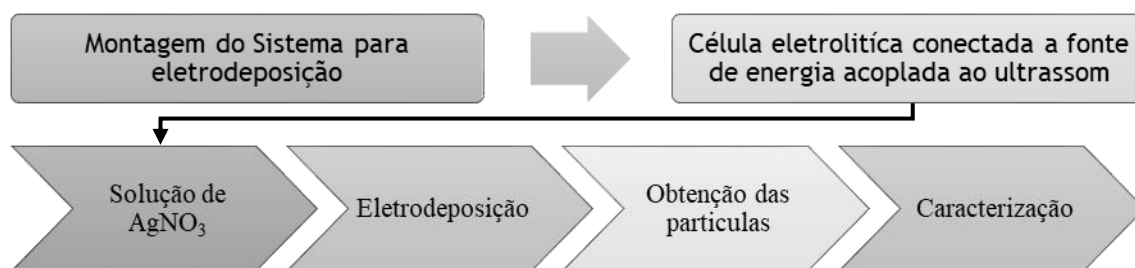 Montagem do Sistema para
eletrodeposição
Célula eletrolitíca conectada a fonte
de energia acoplada ao ultrassom
Solução de
AgNO₃
Eletrodeposição
Obtenção das
particulas
Caracterização